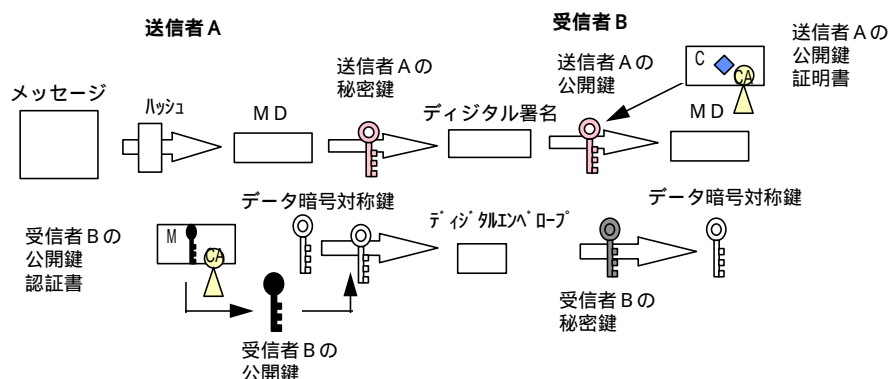 送信者A
受信者B
メッセージ
ハッシュ
MD
送信者Aの
秘密鍵
ディジタル署名
送信者Aの
公開鍵
C
CA
送信者Aの
公開鍵
証明書
MD
受信者Bの
公開鍵
認証書
M
CA
データ暗号対称鍵
ディジタルエンベロープ
データ暗号対称鍵
受信者Bの
秘密鍵
受信者Bの
公開鍵